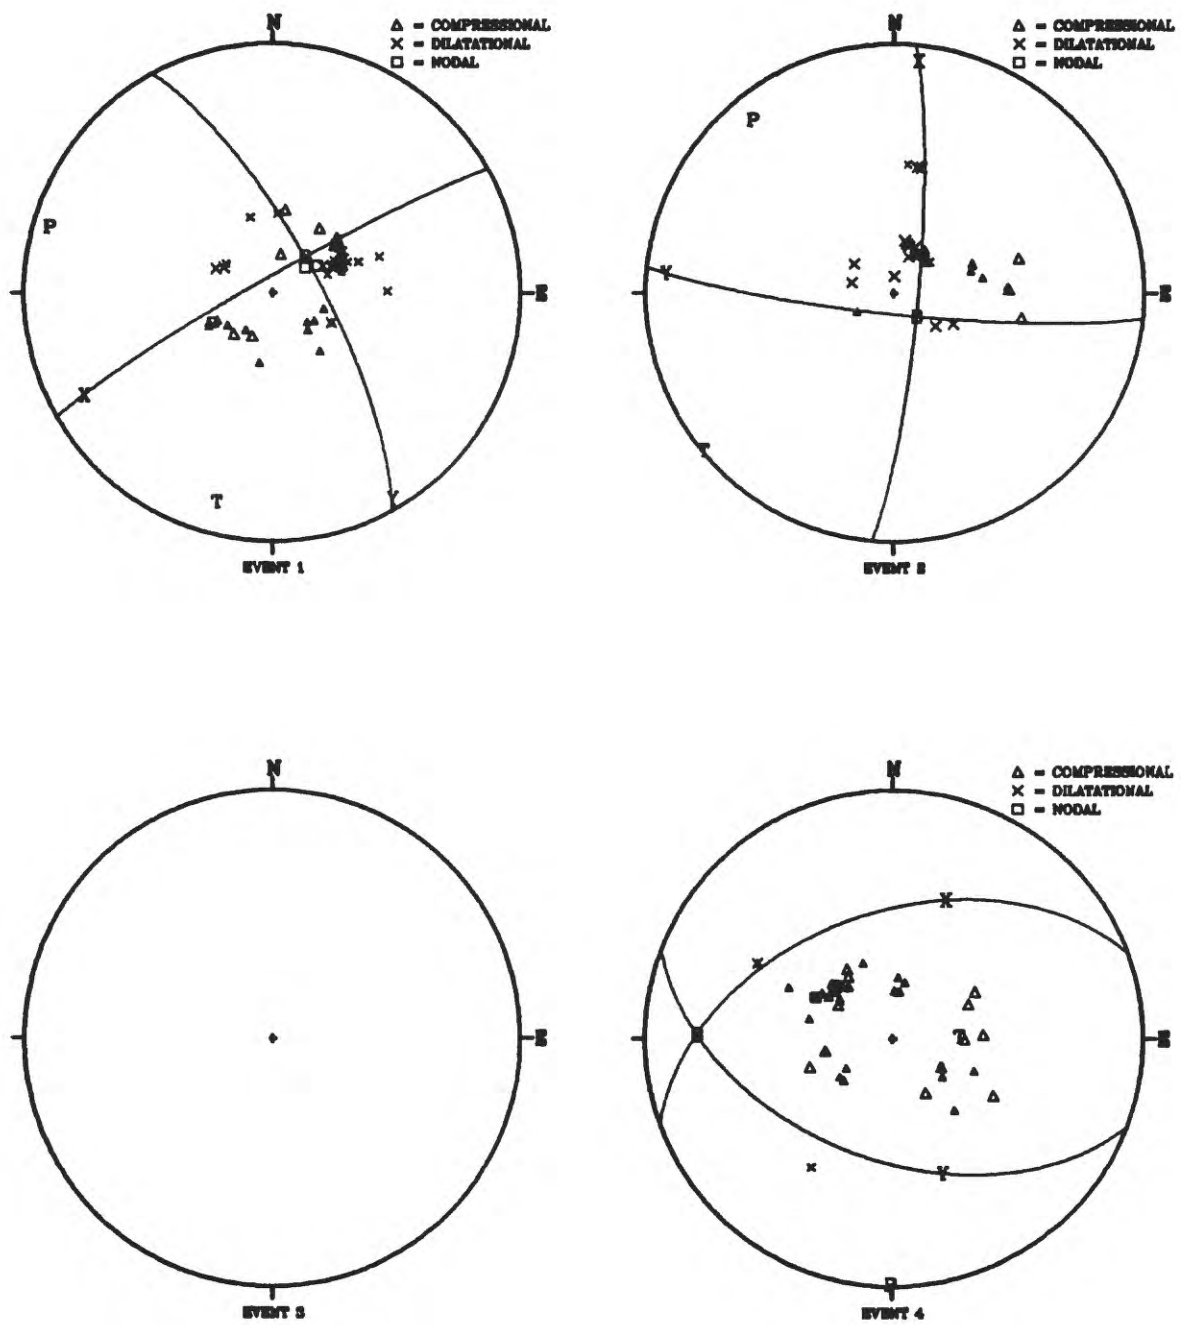 N
△ = COMPRESSIONAL
× = DILATATIONAL
□ = NODAL
P
E
X
Y
T
EVENT 1
N
△ = COMPRESSIONAL
× = DILATATIONAL
□ = NODAL
X
P
Y
E
T
EVENT 2
N
E
EVENT 3
N
△ = COMPRESSIONAL
× = DILATATIONAL
□ = NODAL
X
B
T
E
Y
P
EVENT 4